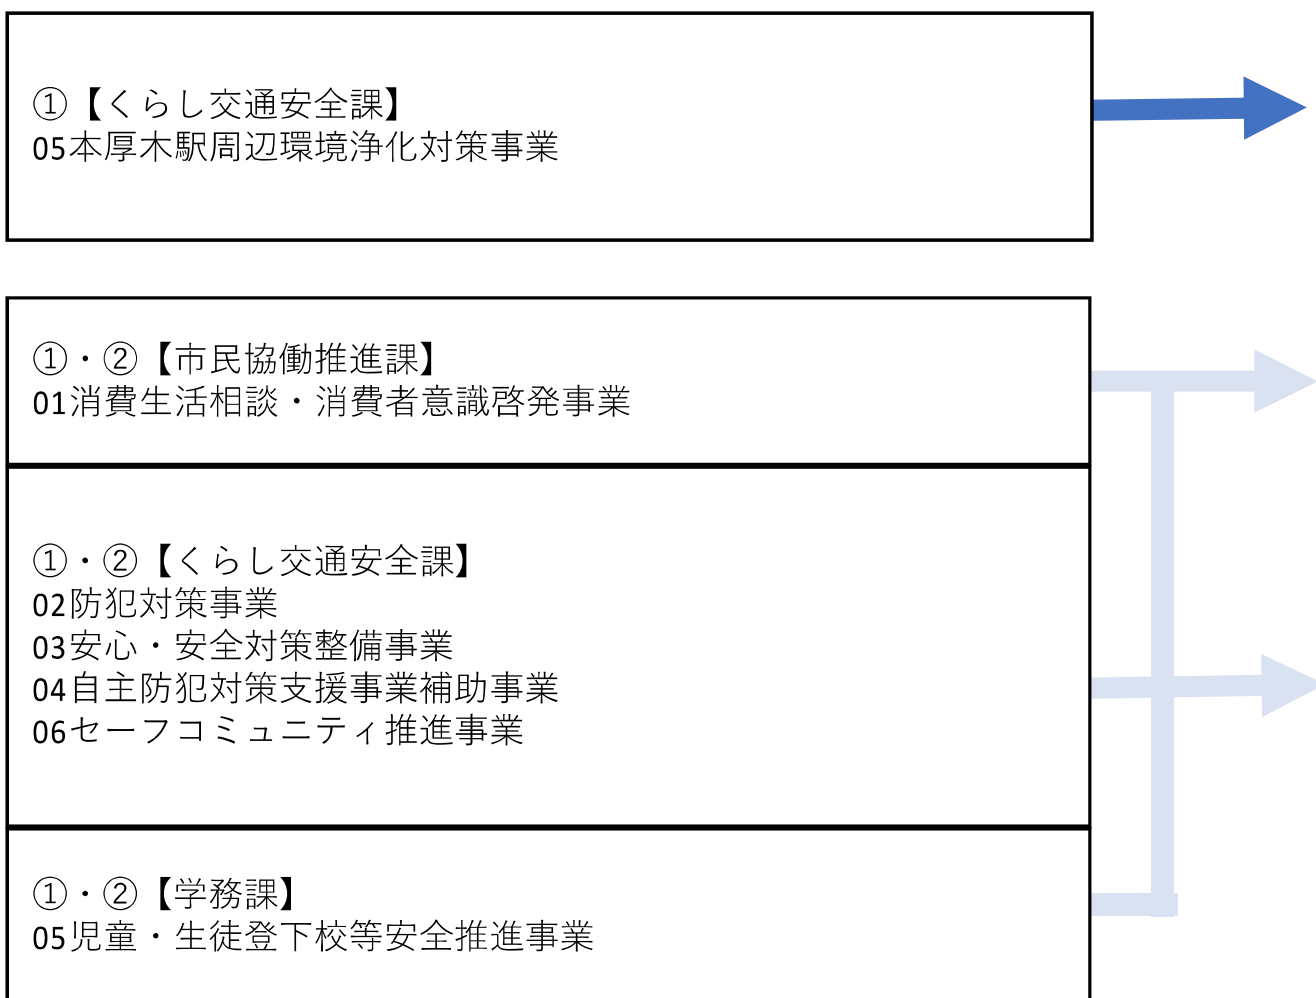 ①【くらし交通安全課】
05本厚木駅周辺環境浄化対策事業
①・②【市民協働推進課】
01消費生活相談・消費者意識啓発事業
①・②【くらし交通安全課】
02防犯対策事業
03安心・安全対策整備事業
04自主防犯対策支援事業補助事業
06セーフコミュニティ推進事業
①・②【学務課】
05児童・生徒登下校等安全推進事業